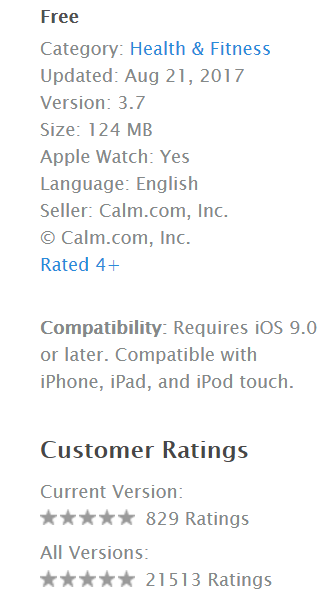 Free
Category: Health & Fitness
Updated: Aug 21, 2017
Version: 3.7
Size: 124 MB
Apple Watch: Yes
Language: English
Seller: Calm.com, Inc.
© Calm.com, Inc.
Rated 4+
Compatibility: Requires iOS 9.0
or later. Compatible with
iPhone, iPad, and iPod touch.
Customer Ratings
Current Version:
829 Ratings
All Versions:
21513 Ratings